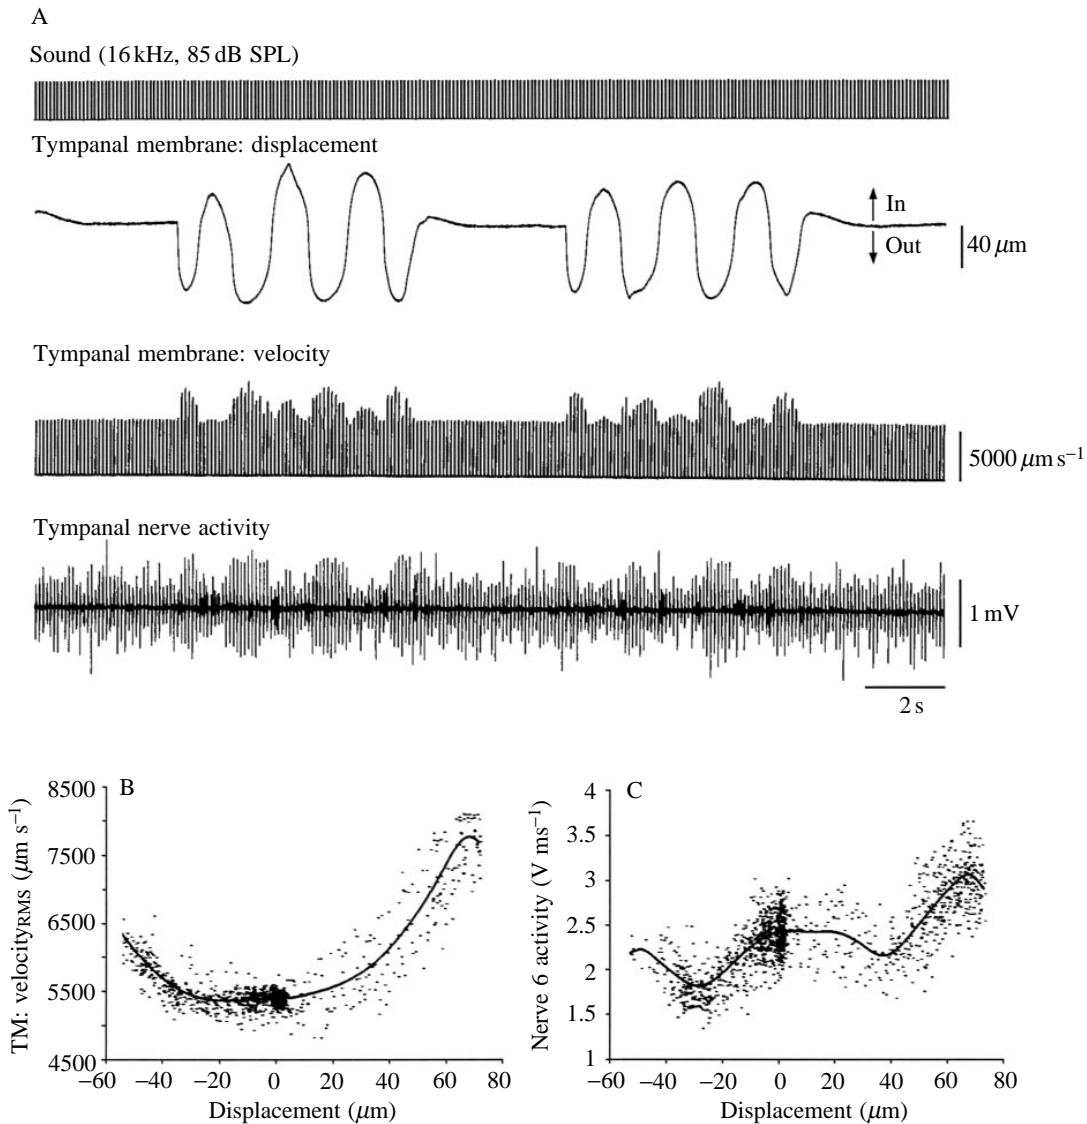 A
Sound (16 kHz, 85 dB SPL)
Tympanal membrane: displacement
In
Out
40 μm
Tympanal membrane: velocity
5000 μm s⁻¹
Tympanal nerve activity
1 mV
2 s
B
TM: velocityRMS (μm s⁻¹)
8500
7500
6500
5500
4500
−60 −40 −20 0 20 40 60 80
Displacement (μm)
C
Nerve 6 activity (V ms⁻¹)
4
3.5
3
2.5
2
1.5
1
−60 −40 −20 0 20 40 60 80
Displacement (μm)